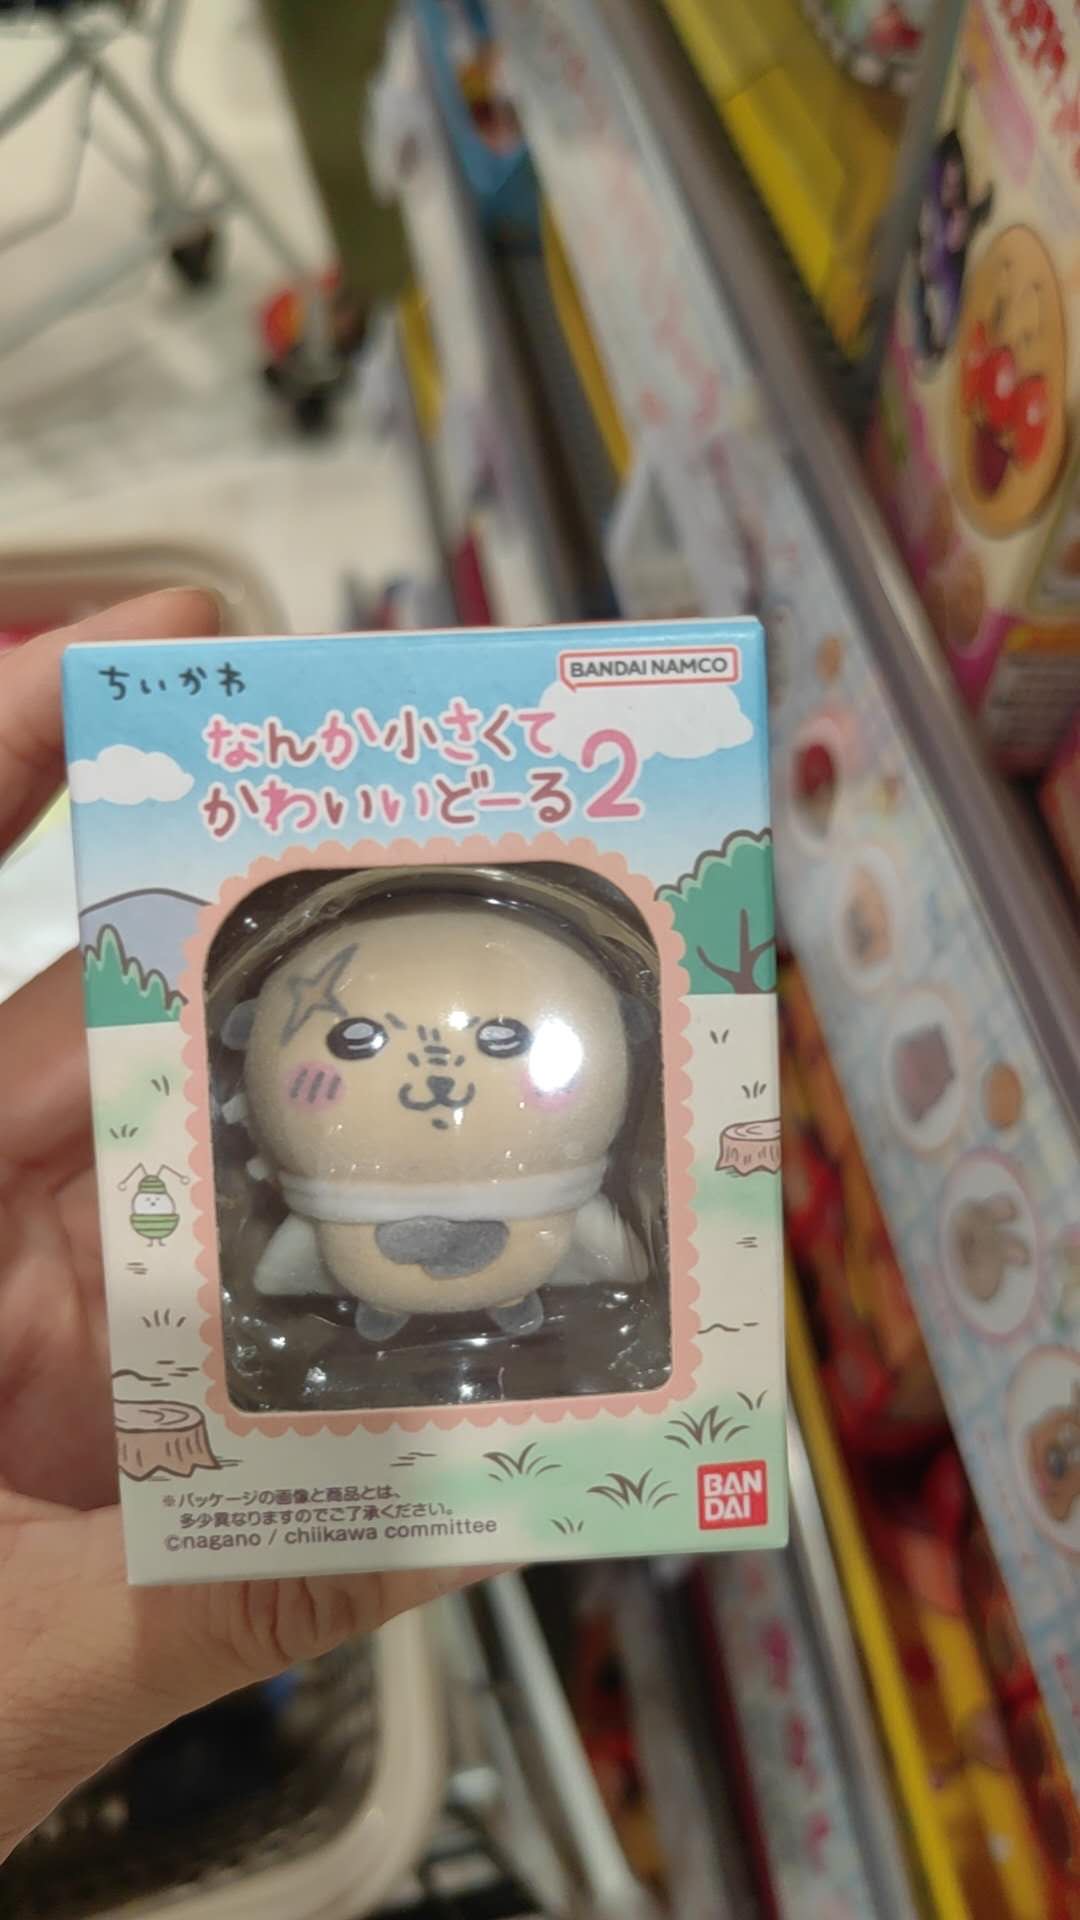 ちいかわ
BANDAI NAMCO
なんか小さくて
かわいいどーる2
※パッケージの画像と商品とは、
多少異なりますのでご了承ください。
©nagano / chiikawa committee
BAN
DAI